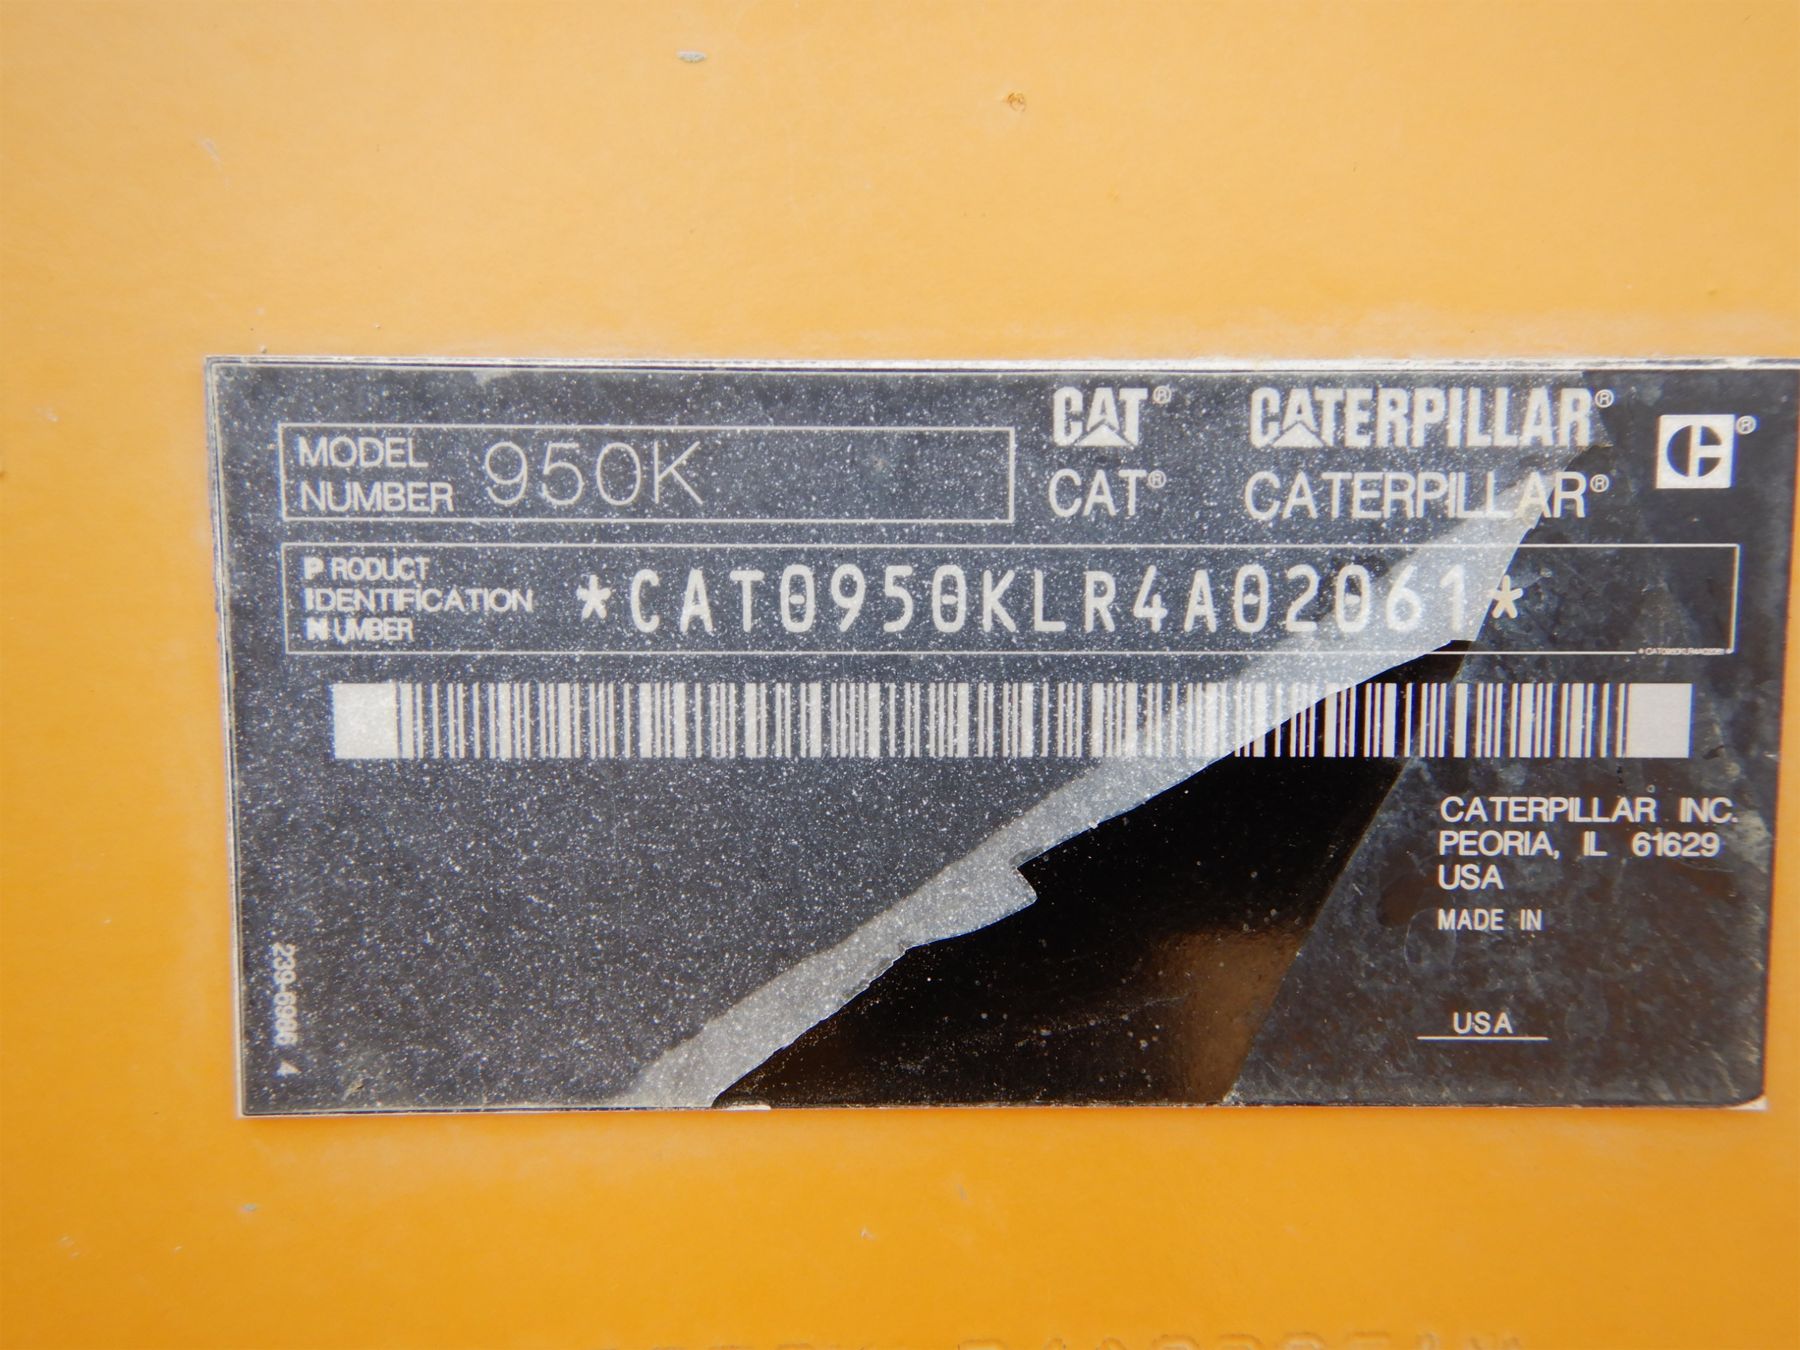 MODEL
NUMBER 950K
CAT® CATERPILLAR®
CAT® CATERPILLAR®
C®
PRODUCT
IDENTIFICATION
NUMBER
*CAT0950KLR4A02061*
*CAT0950KLR4A02061*
CATERPILLAR INC.
PEORIA, IL 61629
USA
MADE IN
USA
239-6986 4